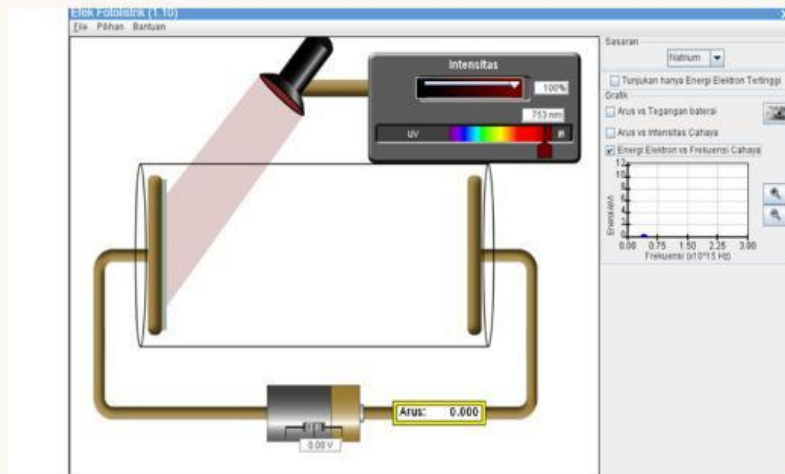 Efek Fotolistrik (1.10)
File Pilihan Bantuan
Intensitas
100%
753 nm
UV
IR
Arus: 0.000
0.00 V
Sasaran
Natrium
Tunjukan hanya Energi Elektron Tertinggi
Grafik
Arus vs Tegangan baterai
Arus vs Intensitas Cahaya
Energi Elektron vs Frekuensi Cahaya
12
10
8
6
4
2
0
0.00 0.75 1.50 2.25 3.00
Frekuensi (x10^15 Hz)